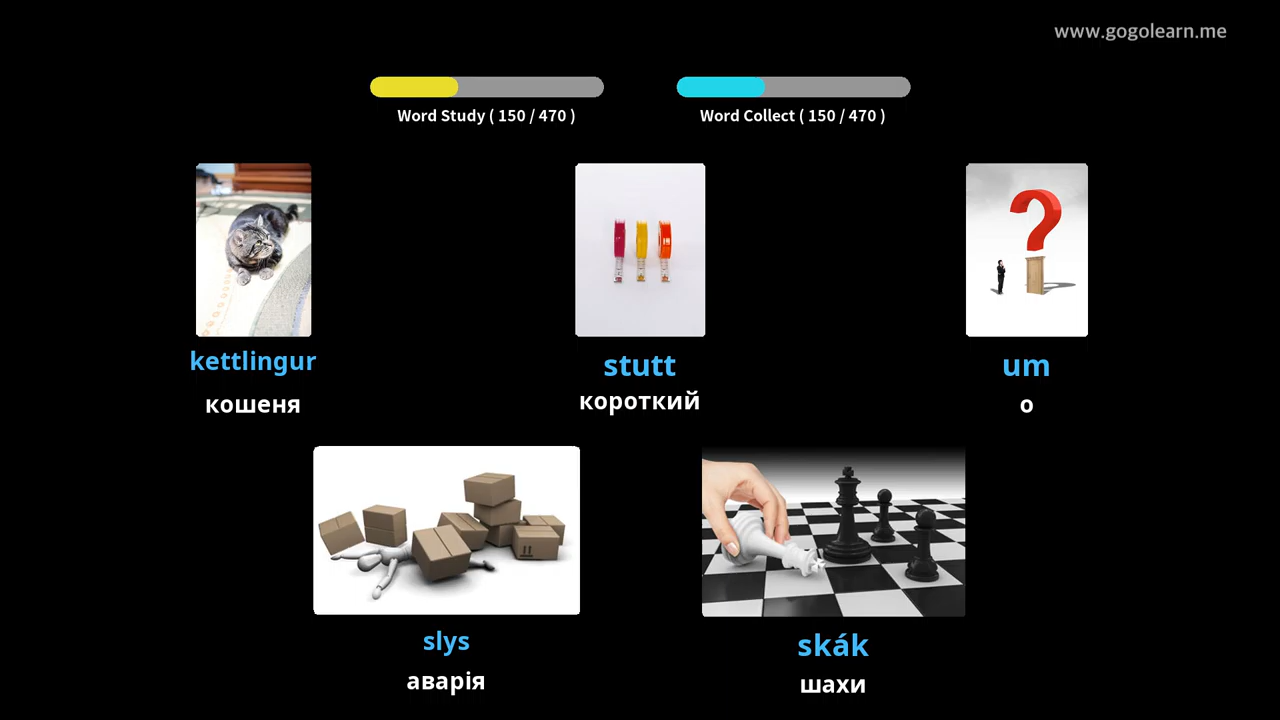 www.gogolearn.me
Word Study ( 150 / 470 )
Word Collect ( 150 / 470 )
kettlingur
кошеня
stutt
короткий
um
о
slys
аварія
skák
шахи